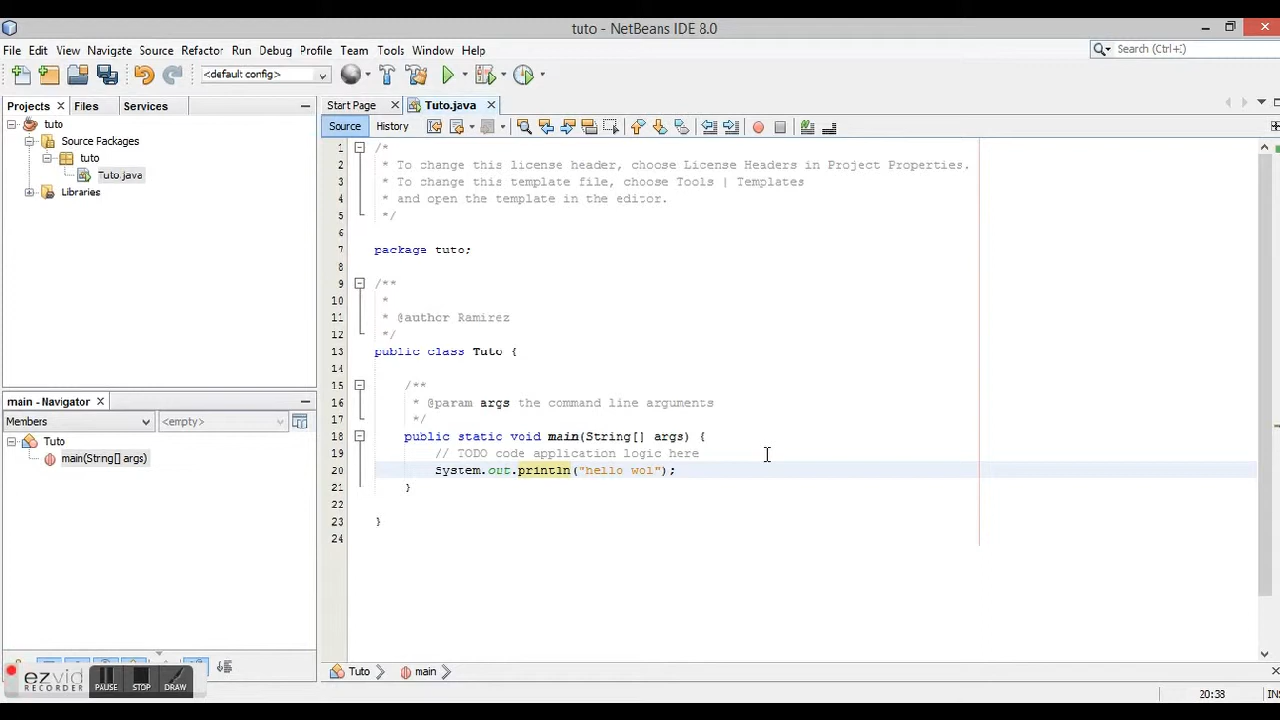 tuto - NetBeans IDE 8.0
File Edit View Navigate Source Refactor Run Debug Profile Team Tools Window Help
Search (Ctrl+I)
<default config>
Projects Files Services
Start Page Tuto.java
tuto
Source Packages
tuto
Tuto.java
Libraries
Source History
1 /*
2 * To change this license header, choose License Headers in Project Properties.
3 * To change this template file, choose Tools | Templates
4 * and open the template in the editor.
5 */
6
7 package tuto;
8
9 /**
10 *
11 * @author Ramirez
12 */
13 public class Tuto {
14
15 /**
16 * @param args the command line arguments
17 */
18 public static void main(String[] args) {
19 // TODO code application logic here
20 System.out.println("hello wol");
21 }
22
23 }
24
main - Navigator
Members <empty>
Tuto
main(String[] args)
Tuto main
ezvid
RECORDER
PAUSE STOP DRAW
20:38 INS